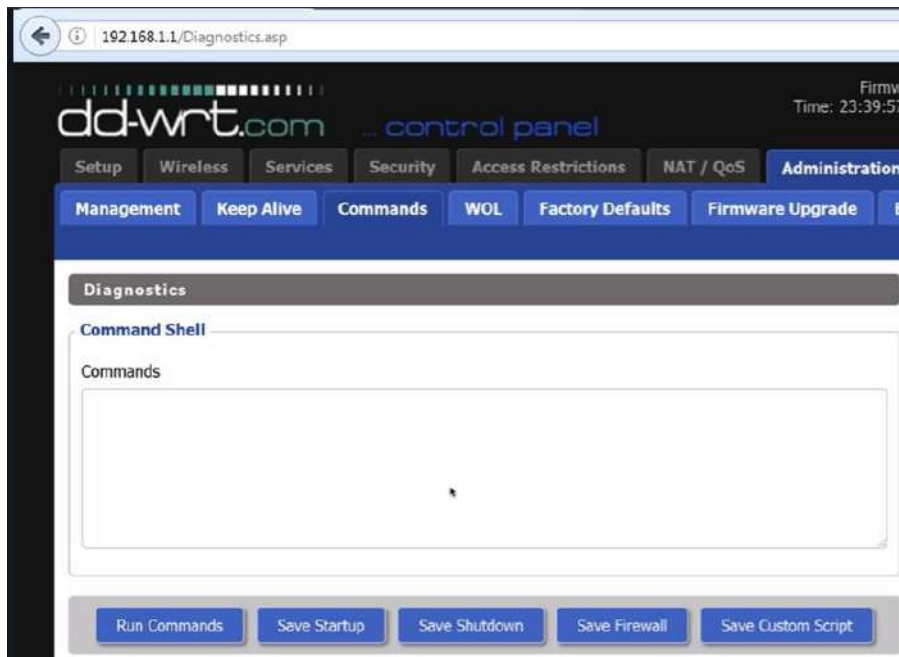 192.168.1.1/Diagnostics.asp
Firmw
dd-wrt.com ... control panel
Time: 23:39:57
Setup Wireless Services Security Access Restrictions NAT / QoS Administration
Management Keep Alive Commands WOL Factory Defaults Firmware Upgrade
Diagnostics
Command Shell
Commands
Run Commands Save Startup Save Shutdown Save Firewall Save Custom Script